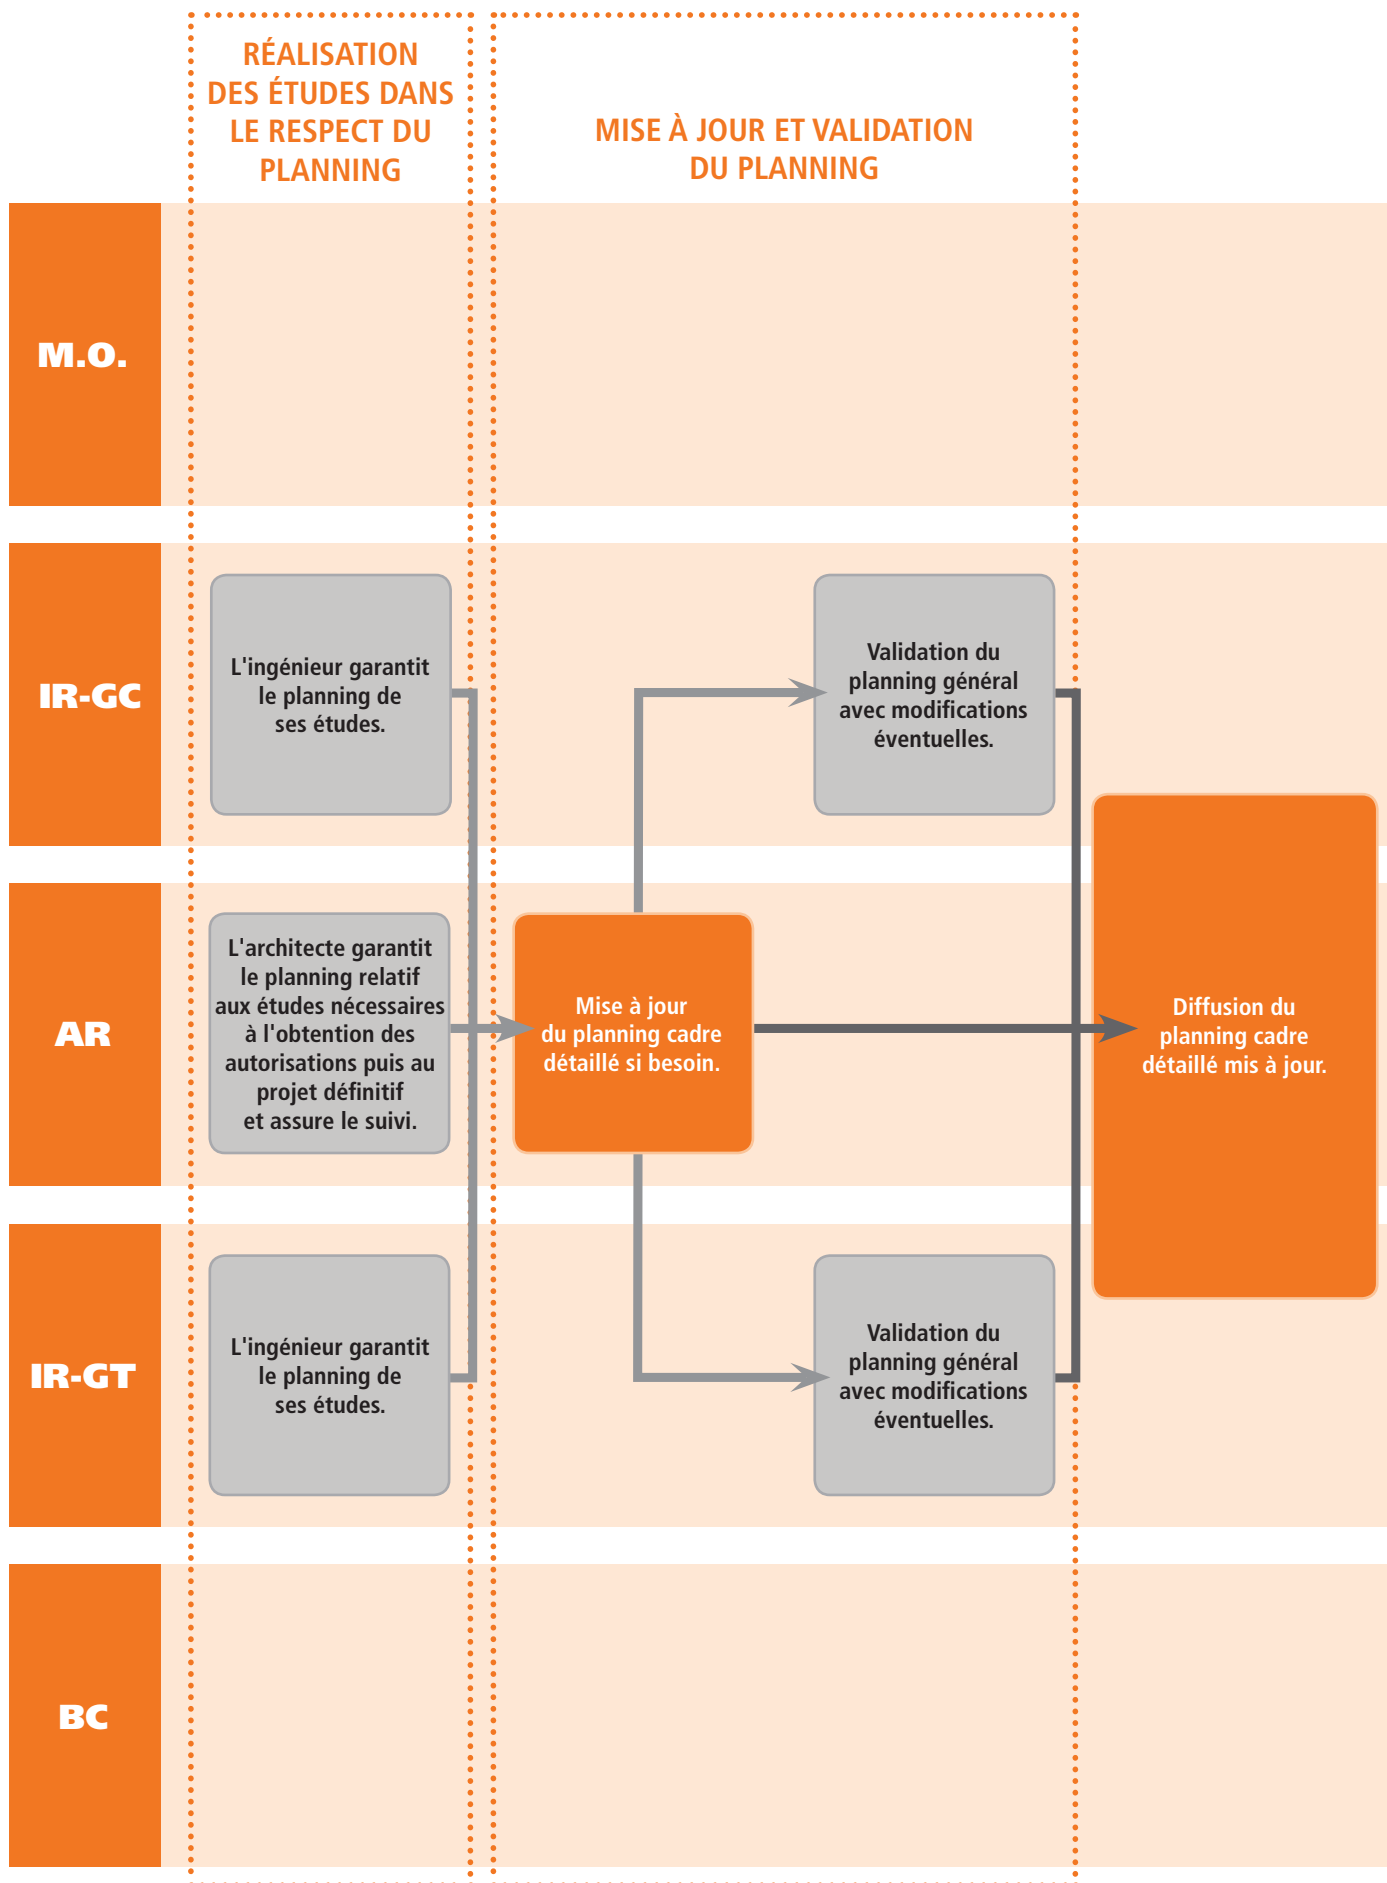 RÉALISATION
DES ÉTUDES DANS
LE RESPECT DU
PLANNING
MISE À JOUR ET VALIDATION
DU PLANNING
M.O.
IR-GC
L'ingénieur garantit
le planning de
ses études.
Validation du
planning général
avec modifications
éventuelles.
AR
L'architecte garantit
le planning relatif
aux études nécessaires
à l'obtention des
autorisations puis au
projet définitif
et assure le suivi.
Mise à jour
du planning cadre
détaillé si besoin.
Diffusion du
planning cadre
détaillé mis à jour.
IR-GT
L'ingénieur garantit
le planning de
ses études.
Validation du
planning général
avec modifications
éventuelles.
BC